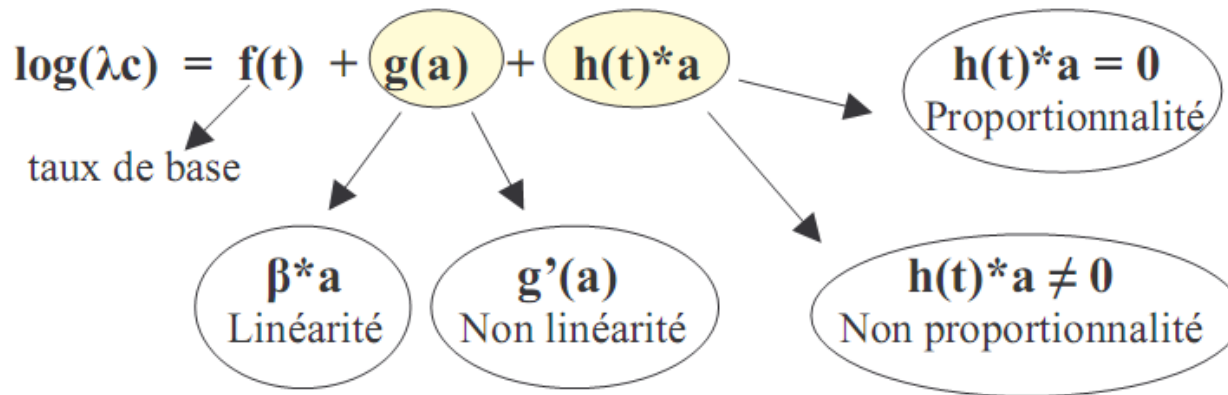 log(λc) = f(t) + g(a) + h(t)*a
h(t)*a = 0
Proportionnalité
taux de base
β*a
Linéarité
g’(a)
Non linéarité
h(t)*a ≠ 0
Non proportionnalité